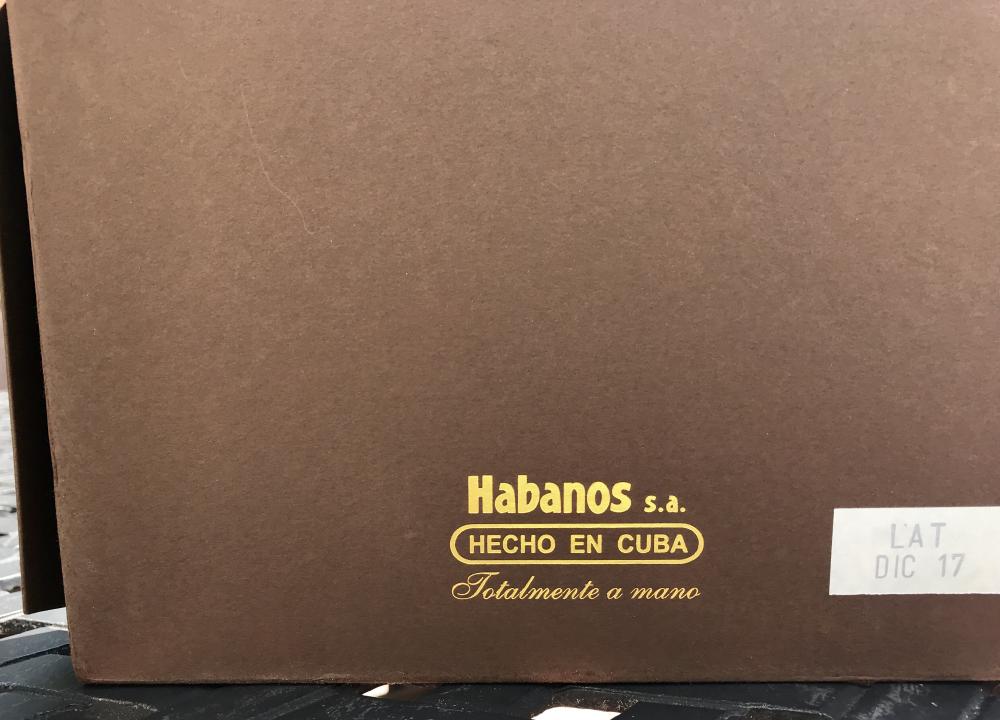 Habanos s.a.
HECHO EN CUBA
Totalmente a mano
LAT
DIC 17